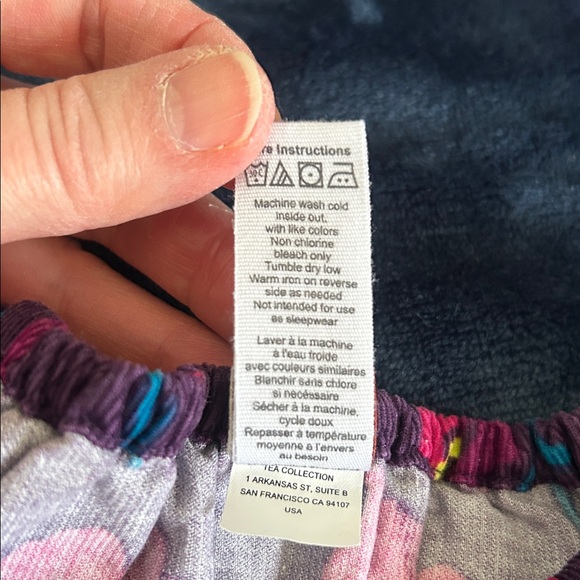 re Instructions
30C
Machine wash cold
inside out,
with like colors
Non chlorine
bleach only
Tumble dry low
Warm iron on reverse
side as needed
Not intended for use
as sleepwear
Laver à la machine
à l'eau froide
avec couleurs similaires
Blanchir sans chlore
si nécessaire
Sécher à la machine,
cycle doux
Repasser à température
moyenne à l'envers
au besoin
TEA COLLECTION
1 ARKANSAS ST, SUITE B
SAN FRANCISCO CA 94107
USA